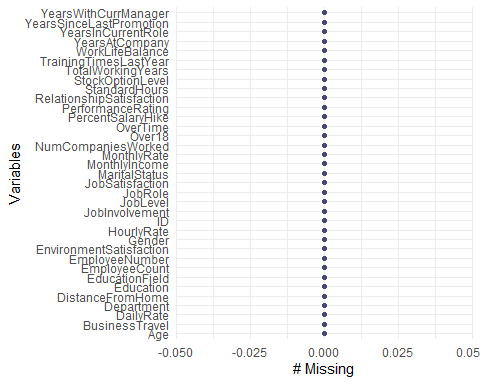 YearsWithCurrManager
YearsSinceLastPromotion
YearsInCurrentRole
YearsAtCompany
WorkLifeBalance
TrainingTimesLastYear
TotalWorkingYears
StockOptionLevel
StandardHours
RelationshipSatisfaction
PerformanceRating
PercentSalaryHike
OverTime
Over18
NumCompaniesWorked
MonthlyRate
MonthlyIncome
MaritalStatus
JobSatisfaction
JobRole
JobLevel
JobInvolvement
ID
HourlyRate
Gender
EnvironmentSatisfaction
EmployeeNumber
EmployeeCount
EducationField
Education
DistanceFromHome
Department
DailyRate
BusinessTravel
Age
Variables
-0.050 -0.025 0.000 0.025 0.05
# Missing